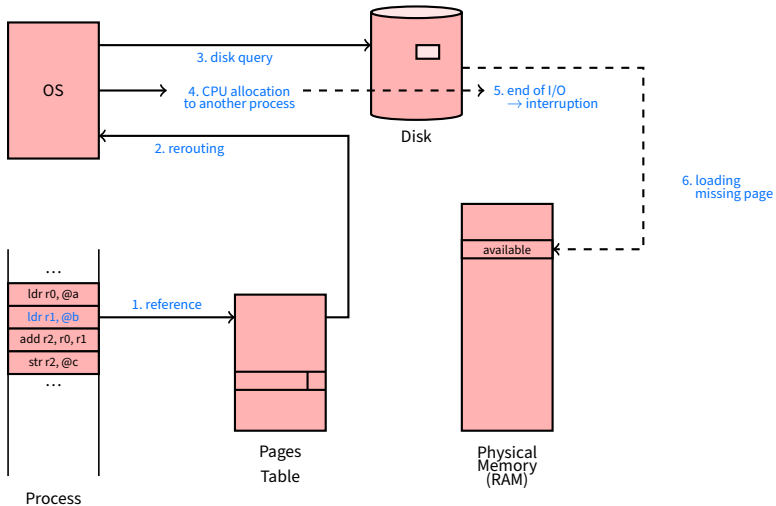 OS
3. disk query
4. CPU allocation
to another process
5. end of I/O
→ interruption
Disk
2. rerouting
6. loading
missing page
available
...
ldr r0, @a
ldr r1, @b
add r2, r0, r1
str r2, @c
...
1. reference
Pages
Table
Physical
Memory
(RAM)
Process